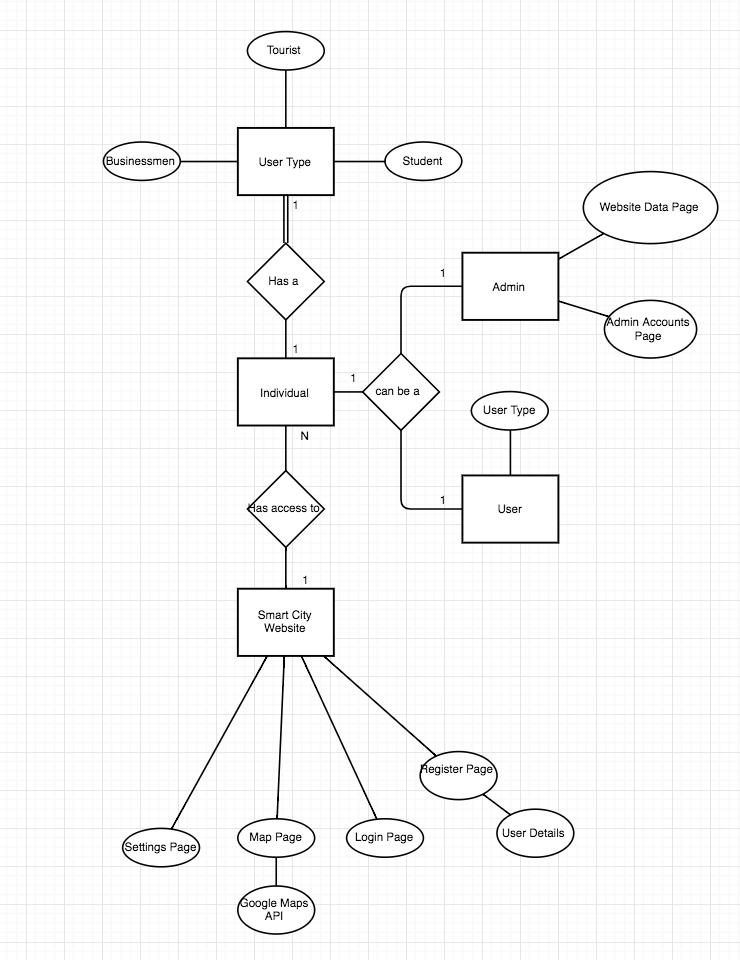 Tourist
Businessmen
User Type
Student
1
Website Data Page
Has a
1
Admin
Admin Accounts
Page
1
Individual
1
can be a
User Type
N
1
Has access to
User
1
Smart City
Website
Register Page
Settings Page
Map Page
Login Page
User Details
Google Maps
API